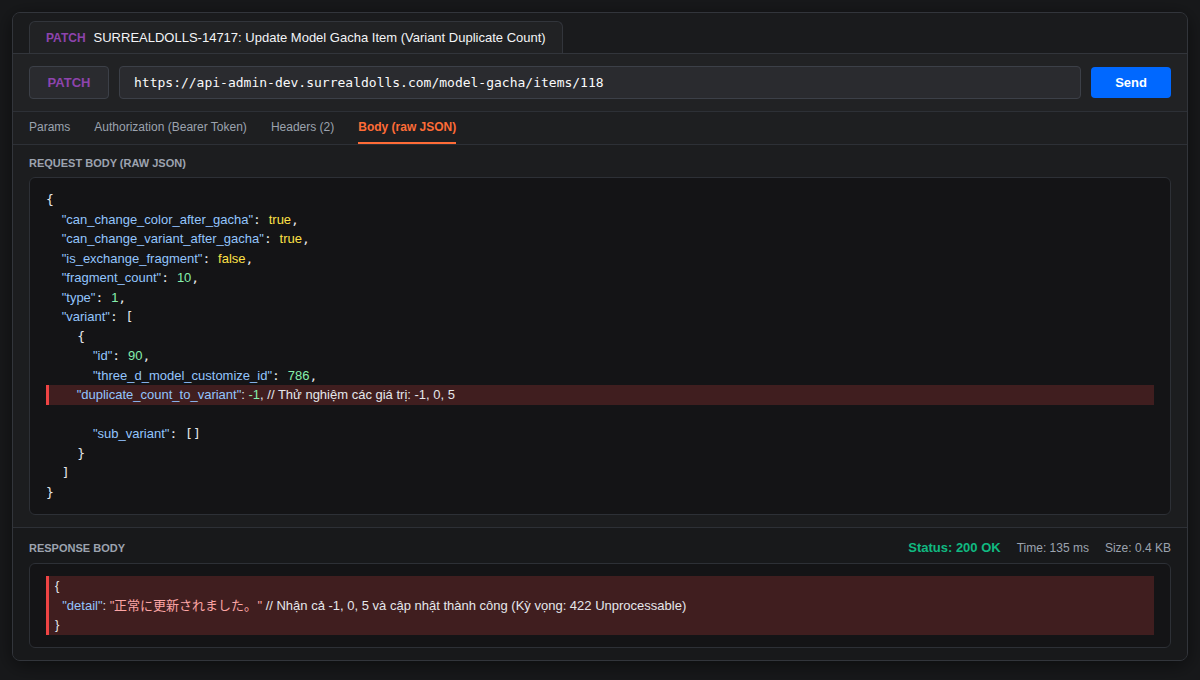 PATCH SURREALDOLLS-14717: Update Model Gacha Item (Variant Duplicate Count)
PATCH https://api-admin-dev.surrealdolls.com/model-gacha/items/118 Send
Params Authorization (Bearer Token) Headers (2) Body (raw JSON)
REQUEST BODY (RAW JSON)
{
"can_change_color_after_gacha": true,
"can_change_variant_after_gacha": true,
"is_exchange_fragment": false,
"fragment_count": 10,
"type": 1,
"variant": [
{
"id": 90,
"three_d_model_customize_id": 786,
"duplicate_count_to_variant": -1, // Thử nghiệm các giá trị: -1, 0, 5
"sub_variant": []
}
]
}
RESPONSE BODY Status: 200 OK Time: 135 ms Size: 0.4 KB
{
"detail": "正常に更新されました。" // Nhận cả -1, 0, 5 và cập nhật thành công (Kỳ vọng: 422 Unprocessable)
}